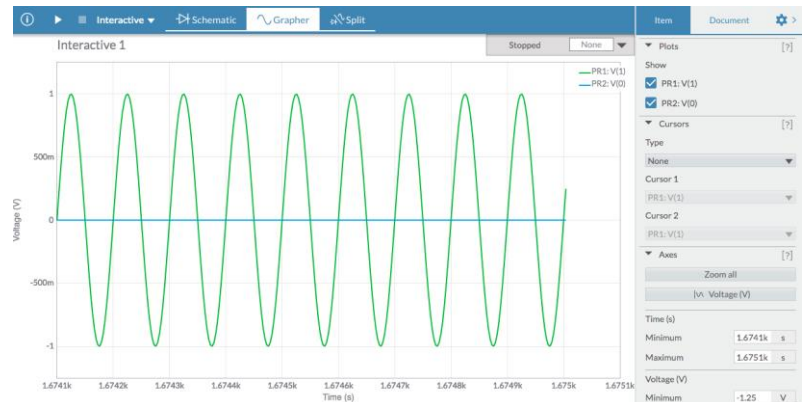 Interactive
Schematic
Grapher
Split
Item
Document
Interactive 1
Stopped
None
PR1: V(1)
PR2: V(0)
Voltage (V)
1
500m
0
-500m
-1
1.6741k 1.6742k 1.6743k 1.6744k 1.6745k 1.6746k 1.6747k 1.6748k 1.6749k 1.675k 1.6751k
Time (s)
Plots [?]
Show
PR1: V(1)
PR2: V(0)
Cursors [?]
Type
None
Cursor 1
PR1: V(1)
Cursor 2
PR1: V(1)
Axes [?]
Zoom all
Voltage (V)
Time (s)
Minimum 1.6741k s
Maximum 1.6751k s
Voltage (V)
Minimum -1.25 V